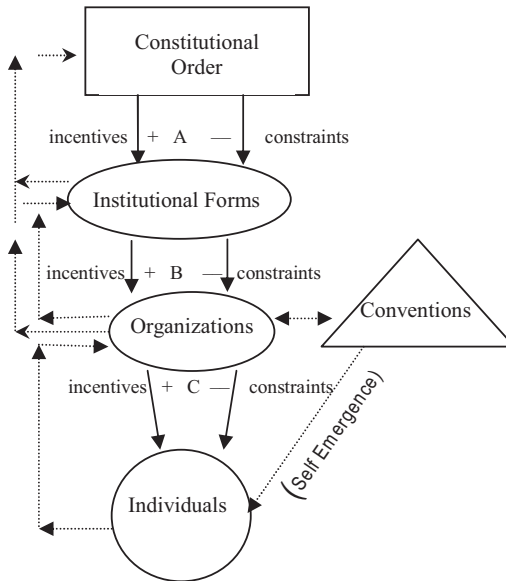 Constitutional
Order
incentives + A — constraints
Institutional Forms
incentives + B — constraints
Organizations
Conventions
incentives + C — constraints
(Self Emergence)
Individuals